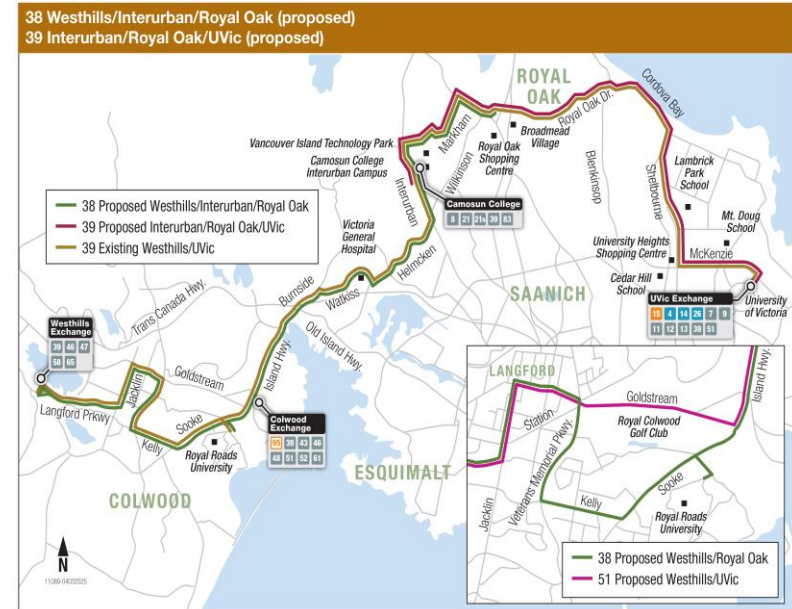 38 Westhills/Interurban/Royal Oak (proposed)
39 Interurban/Royal Oak/UVic (proposed)
ROYAL
OAK
Cordova Bay
Royal Oak Dr.
Markham
Wilkinson
Broadmead
Village
Royal Oak
Shopping
Centre
Vancouver Island Technology Park
Camosun College
Interurban Campus
Interurban
Blenkinsop
Shelbourne
Lambrick
Park
School
Camosun College
8 21 21x 39 83
38 Proposed Westhills/Interurban/Royal Oak
39 Proposed Interurban/Royal Oak/UVic
39 Existing Westhills/UVic
Mt. Doug
School
Victoria
General
Hospital
Helmcken
University Heights
Shopping Centre
McKenzie
Cedar Hill
School
SAANICH
Burnside
Watkiss
Trans Canada Hwy.
Old Island Hwy.
UVic Exchange
15 4 14 26 7 9
11 12 13 39 51
University
of Victoria
Westhills
Exchange
39 46 47
58 65
Jacklin
Goldstream
Island Hwy.
Langford Prkwy
Kelly
Sooke
Royal Roads
University
Colwood
Exchange
95 39 43 46
48 51 52 61
COLWOOD
ESQUIMALT
N
11089-04032025
LANGFORD
Island Hwy.
Goldstream
Station
Royal Colwood
Golf Club
Veterans Memorial Pkwy.
Jacklin
Kelly
Sooke
Royal Roads
University
38 Proposed Westhills/Royal Oak
51 Proposed Westhills/UVic